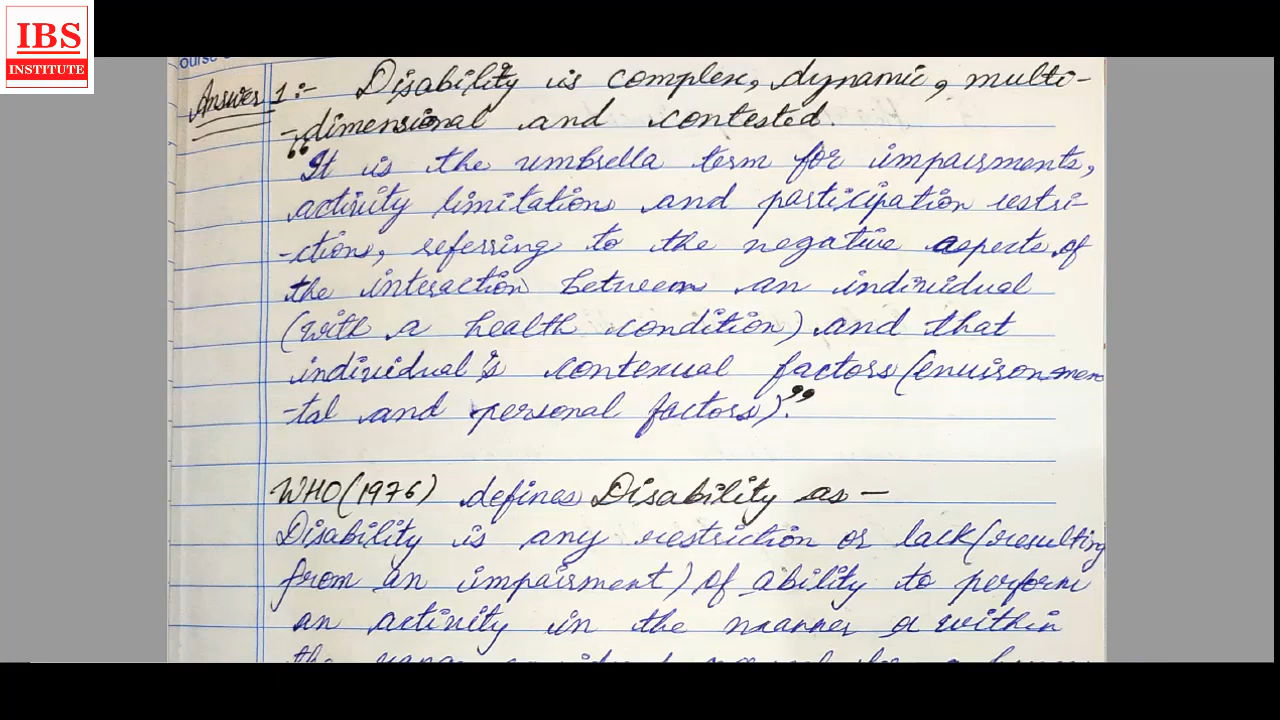 IBS
INSTITUTE
Answer 1:- Disability is complex, dynamic, multi-
-dimensional and contested.
"It is the umbrella term for impairments,
activity limitations and participation restri-
-ctions, referring to the negative aspects of
the interaction between an individual
(with a health condition) and that
individual's contexual factors (environmen
-tal and personal factors)."
WHO (1976) defines Disability as -
Disability is any restriction or lack (resulting
from an impairment) of ability to perform
an activity in the manner or within
the range